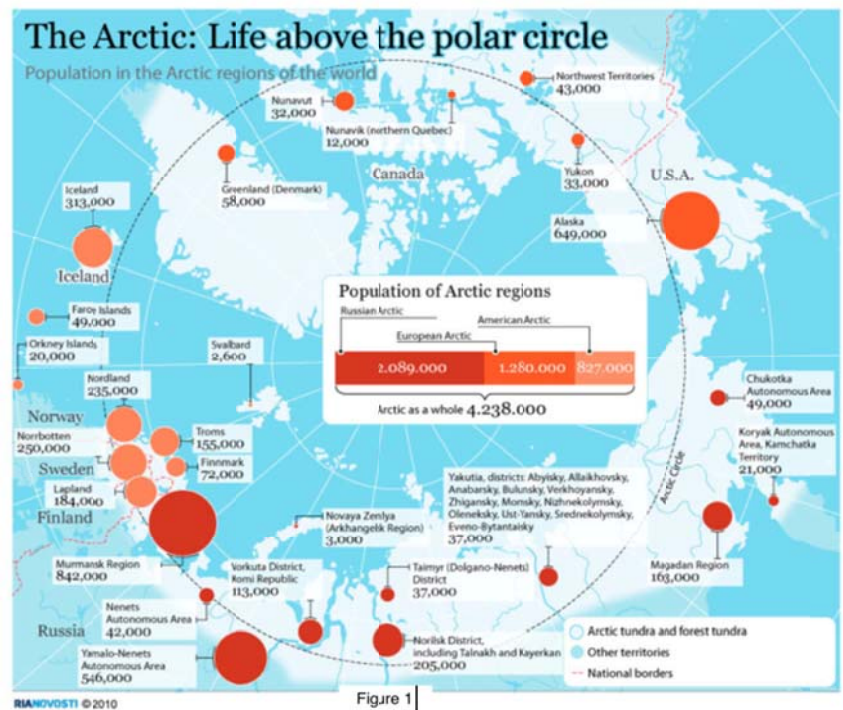 The Arctic: Life above the polar circle
Population in the Arctic regions of the world
Northwest Territories
43,000
Nunavut
32,000
Nunavik (northern Quebec)
12,000
Canada
Yukon
33,000
U.S.A.
Greenland (Denmark)
58,000
Iceland
313,000
Alaska
649,000
Iceland
Population of Arctic regions
Russian Arctic
American Arctic
European Arctic
2.089.000
1.280.000
827.000
Arctic as a whole 4.238.000
Faroe Islands
49,000
Orkney Islands
20,000
Svalbard
2,600
Nordland
235,000
Chukotka
Autonomous Area
49,000
Norway
Norrbotten
250,000
Troms
155,000
Koryak Autonomous
Area, Kamchatka
Territory
21,000
Sweden
Finnmark
72,000
Arctic Circle
Lapland
184,000
Finland
Yakutia, districts: Abyisky, Allaikhovsky,
Anabarsky, Bulunsky, Verkhoyansky,
Zhigansky, Momsky, Nizhnekolymsky,
Oleneksky, Ust-Yansky, Srednekolymsky,
Eveno-Bytantaisky
37,000
Novaya Zemlya
(Arkhangelsk Region)
3,000
Murmansk Region
842,000
Vorkuta District,
Komi Republic
113,000
Taimyr (Dolgano-Nenets)
District
37,000
Magadan Region
163,000
Nenets
Autonomous Area
42,000
Russia
Yamalo-Nenets
Autonomous Area
546,000
Norilsk District,
including Talnakh and Kayerkan
205,000
Arctic tundra and forest tundra
Other territories
National borders
RIANOVOSTI ©2010
Figure 1